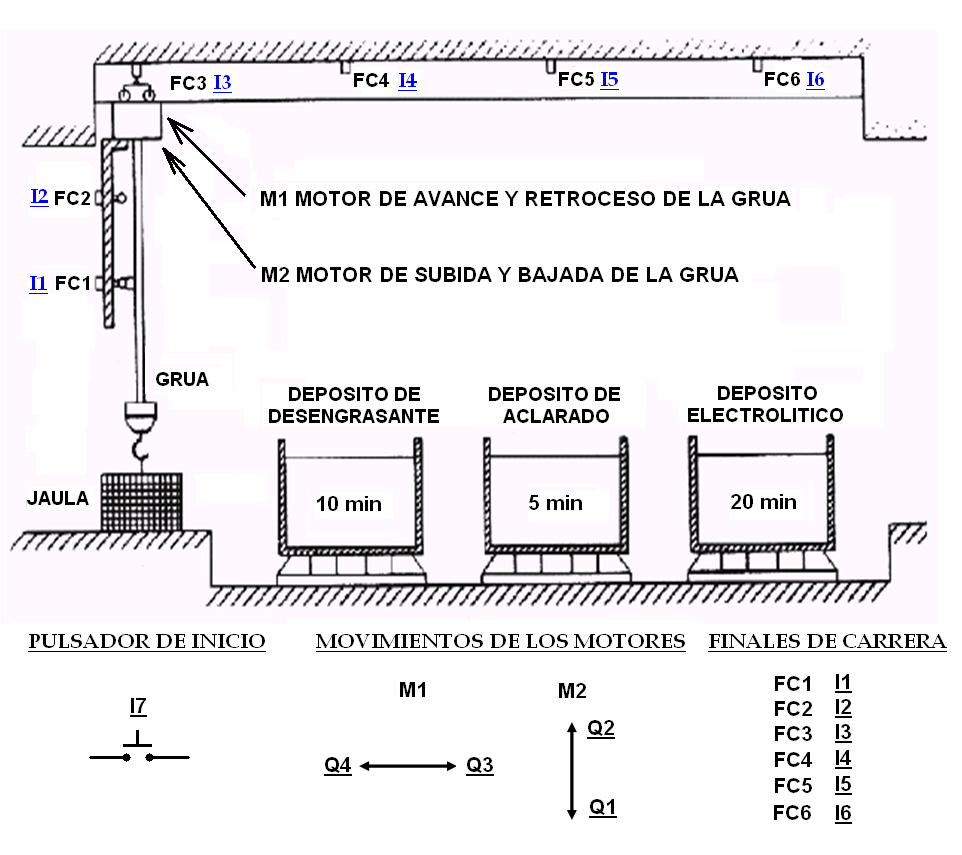 FC3 I3 FC4 I4 FC5 I5 FC6 I6
I2 FC2
M1 MOTOR DE AVANCE Y RETROCESO DE LA GRUA
M2 MOTOR DE SUBIDA Y BAJADA DE LA GRUA
I1 FC1
GRUA
DEPOSITO DE
DESENGRASANTE
DEPOSITO DE
ACLARADO
DEPOSITO
ELECTROLITICO
JAULA
10 min
5 min
20 min
PULSADOR DE INICIO
I7
MOVIMIENTOS DE LOS MOTORES
M1
M2
Q4
Q3
Q2
Q1
FINALES DE CARRERA
FC1 I1
FC2 I2
FC3 I3
FC4 I4
FC5 I5
FC6 I6